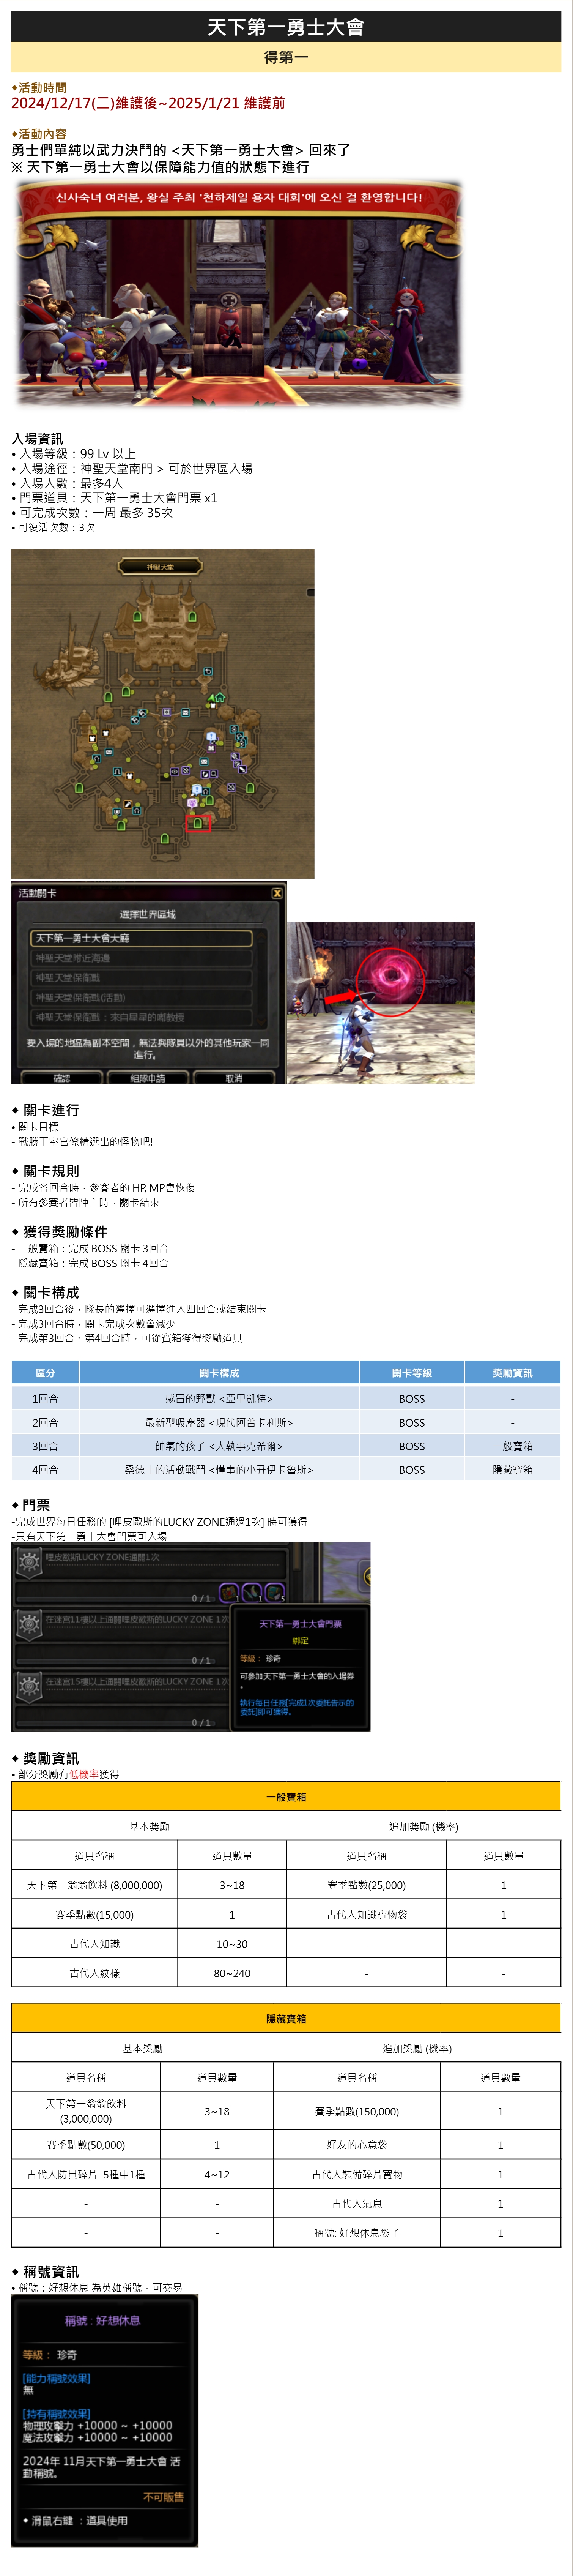 天下第一勇士大會
得第一
◆活動時間
2024/12/17(二)維護後~2025/1/21 維護前
◆活動內容
勇士們單純以武力決鬥的 <天下第一勇士大會> 回來了
※ 天下第一勇士大會以保障能力值的狀態下進行
신사숙녀 여러분, 왕실 주최 '천하제일 용자 대회'에 오신 걸 환영합니다!
入場資訊
• 入場等級：99 Lv 以上
• 入場途徑：神聖天堂南門 > 可於世界區入場
• 入場人數：最多4人
• 門票道具：天下第一勇士大會門票 x1
• 可完成次數：一周 最多 35次
• 可復活次數：3次
神聖天堂
活動關卡
選擇世界區域
天下第一勇士大會大廳
神聖天堂附近海邊
神聖天堂保衛戰
神聖天堂保衛戰(活動)
神聖天堂保衛戰：來自星星的嘟敎授
要入場的地區為副本空間，無法與隊員以外的其他玩家一同
進行。
確認 組隊申請 取消
◆ 關卡進行
• 關卡目標
- 戰勝王室官僚精選出的怪物吧!
◆ 關卡規則
- 完成各回合時，參賽者的 HP, MP會恢復
- 所有參賽者皆陣亡時，關卡結束
◆ 獲得獎勵條件
- 一般寶箱：完成 BOSS 關卡 3回合
- 隱藏寶箱：完成 BOSS 關卡 4回合
◆ 關卡構成
- 完成3回合後，隊長的選擇可選擇進入四回合或結束關卡
- 完成3回合時，關卡完成次數會減少
- 完成第3回合、第4回合時，可從寶箱獲得獎勵道具
區分 關卡構成 關卡等級 獎勵資訊
1回合 感冒的野獸 <亞里凱特> BOSS -
2回合 最新型吸塵器 <現代阿普卡利斯> BOSS -
3回合 帥氣的孩子 <大執事克希爾> BOSS 一般寶箱
4回合 桑德士的活動戰鬥 <懂事的小丑伊卡魯斯> BOSS 隱藏寶箱
◆ 門票
-完成世界每日任務的 [哩皮歐斯的LUCKY ZONE通過1次] 時可獲得
-只有天下第一勇士大會門票可入場
哩皮歐斯的LUCKY ZONE通關1次
0 / 1 1 1 5
在迷宮11樓以上通關哩皮歐斯的LUCKY ZONE 1次
0 / 1
在迷宮15樓以上通關哩皮歐斯的LUCKY ZONE 1次
0 / 1
天下第一勇士大會門票
綁定
等級： 珍奇
可參加天下第一勇士大會的入場券
。
執行每日任務[完成1次委託告示的
委託]即可獲得。
◆ 獎勵資訊
• 部分獎勵有低機率獲得
一般寶箱
基本獎勵 追加獎勵 (機率)
道具名稱 道具數量 道具名稱 道具數量
天下第一翁翁飲料 (8,000,000) 3~18 賽季點數(25,000) 1
賽季點數(15,000) 1 古代人知識寶物袋 1
古代人知識 10~30 - -
古代人紋樣 80~240 - -
隱藏寶箱
基本獎勵 追加獎勵 (機率)
道具名稱 道具數量 道具名稱 道具數量
天下第一翁翁飲料
(3,000,000) 3~18 賽季點數(150,000) 1
賽季點數(50,000) 1 好友的心意袋 1
古代人防具碎片 5種中1種 4~12 古代人裝備碎片寶物 1
- - 古代人氣息 1
- - 稱號: 好想休息袋子 1
◆ 稱號資訊
• 稱號：好想休息 為英雄稱號，可交易
稱號 : 好想休息
等級： 珍奇
[能力稱號效果]
無
[持有稱號效果]
物理攻擊力 +10000 ~ +10000
魔法攻擊力 +10000 ~ +10000
2024年 11月天下第一勇士大會 活
動稱號。
不可販售
◆ 滑鼠右鍵 ：道具使用